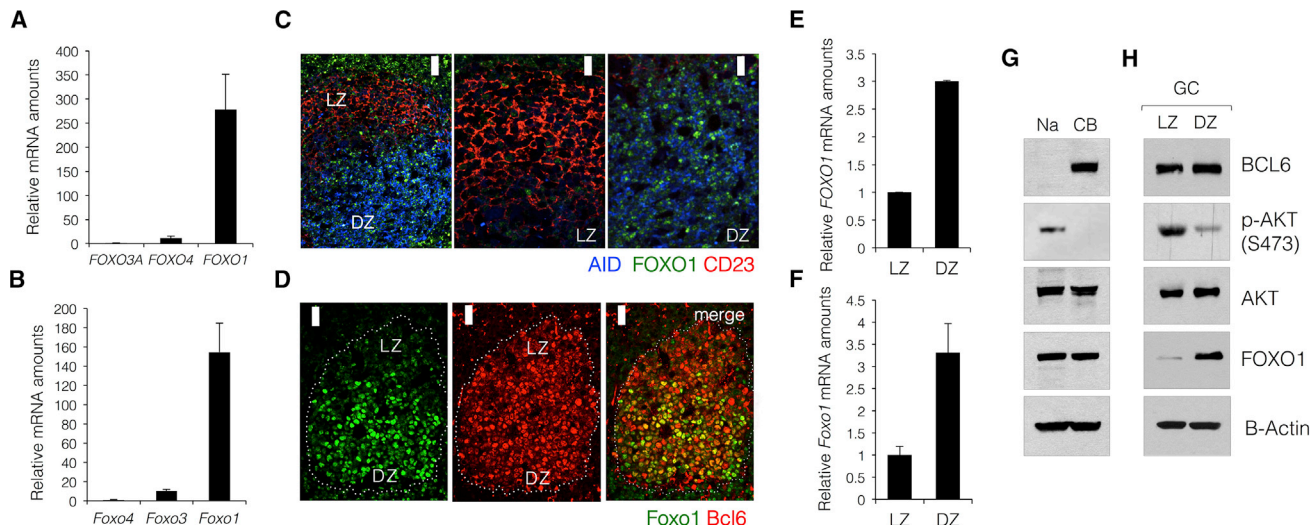 A
Relative mRNA amounts
400
350
300
250
200
150
100
50
0
FOXO3A FOXO4 FOXO1
B
Relative mRNA amounts
200
180
160
140
120
100
80
60
40
20
0
Foxo4 Foxo3 Foxo1
C
LZ
DZ
LZ
DZ
AID FOXO1 CD23
D
LZ
DZ
LZ
DZ
merge
Foxo1 Bcl6
E
Relative FOXO1 mRNA amounts
3.5
3
2.5
2
1.5
1
0.5
0
LZ DZ
F
Relative Foxo1 mRNA amounts
4.5
4
3.5
3
2.5
2
1.5
1
0.5
0
LZ DZ
G
Na CB
H
GC
LZ DZ
BCL6
p-AKT
(S473)
AKT
FOXO1
B-Actin